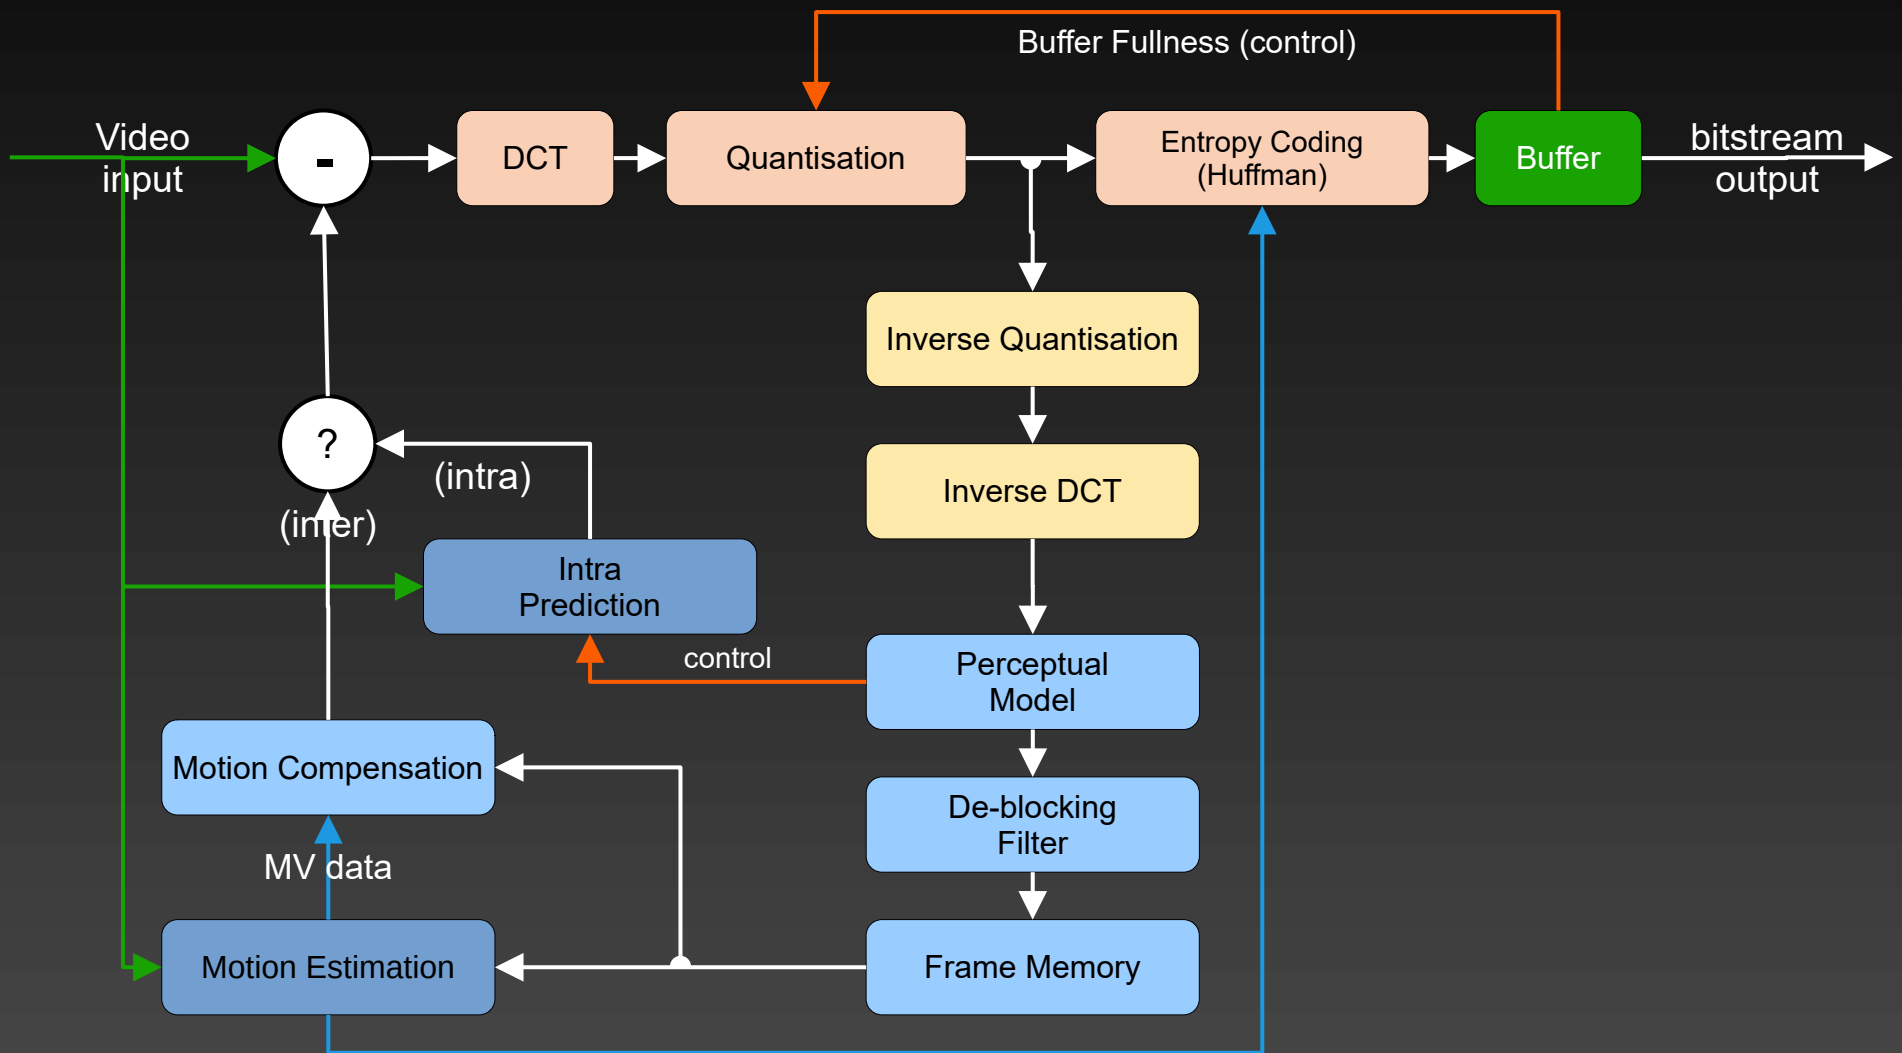 Buffer Fullness (control)
Video
input
-
DCT
Quantisation
Entropy Coding
(Huffman)
Buffer
bitstream
output
Inverse Quantisation
?
(intra)
Inverse DCT
(inter)
Intra
Prediction
control
Perceptual
Model
Motion Compensation
De-blocking
Filter
MV data
Motion Estimation
Frame Memory